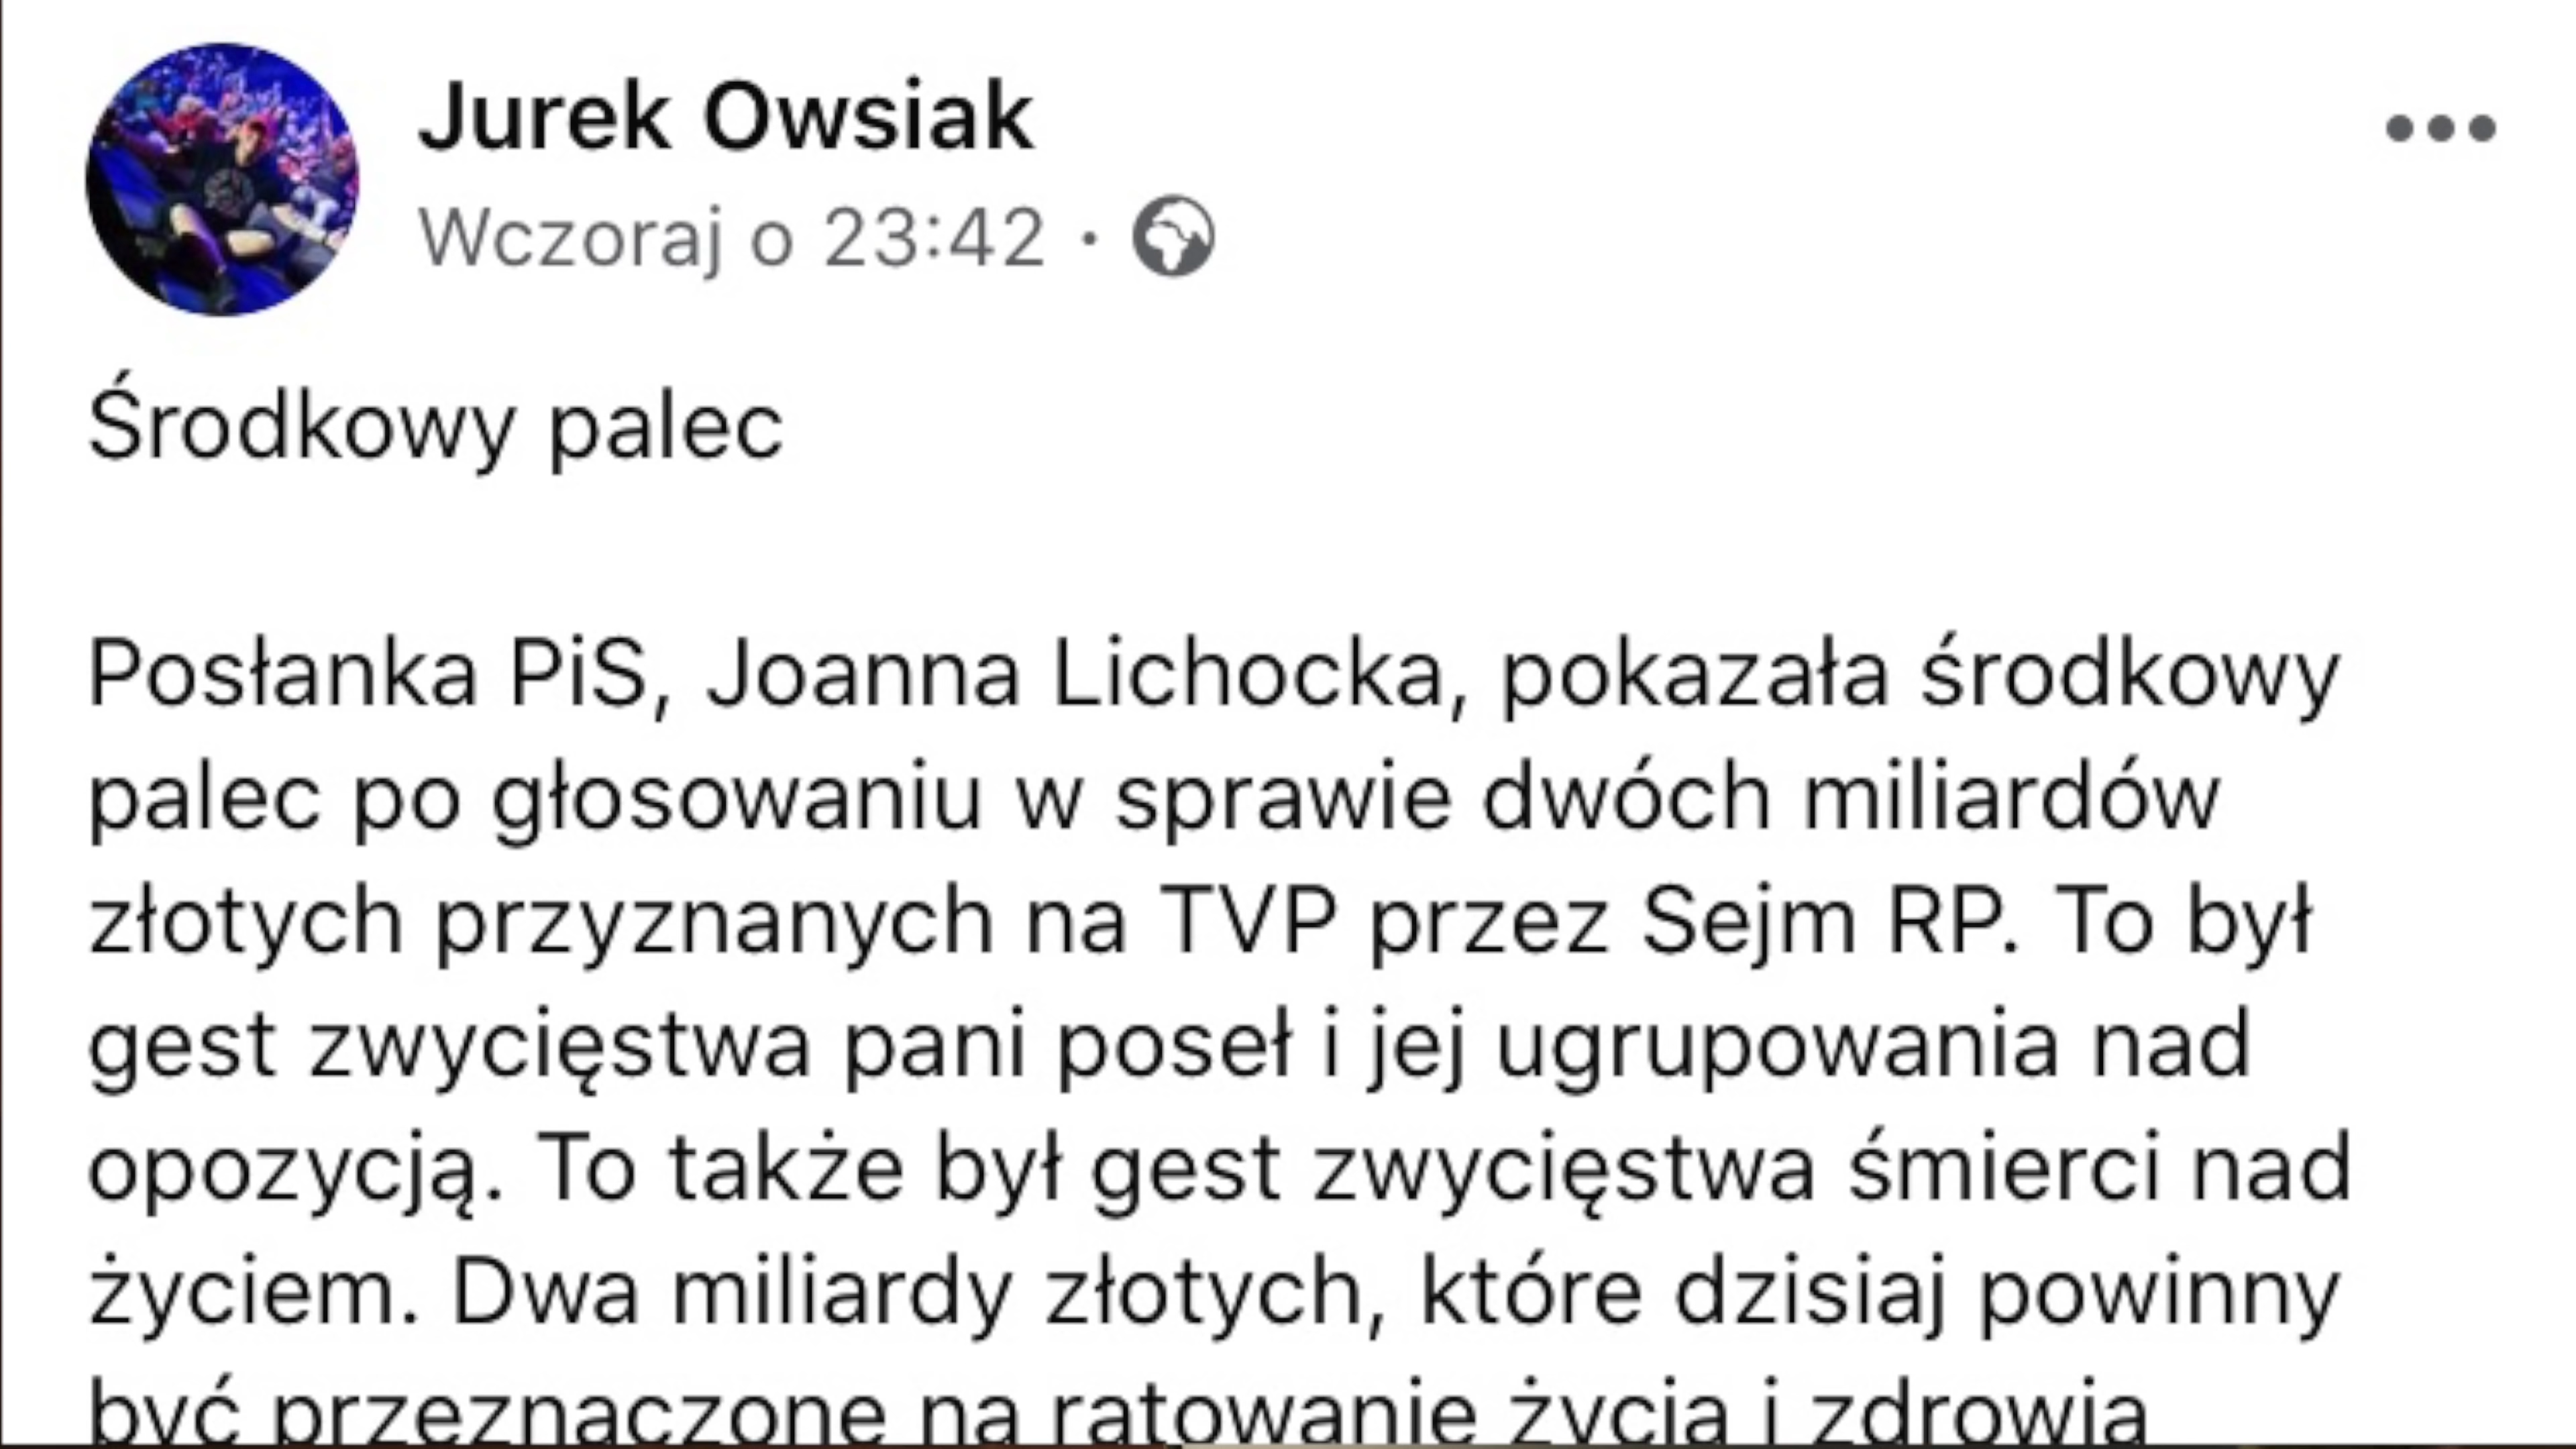 Jurek Owsiak
Wczoraj o 23:42 ·
Środkowy palec
Posłanka PiS, Joanna Lichocka, pokazała środkowy
palec po głosowaniu w sprawie dwóch miliardów
złotych przyznanych na TVP przez Sejm RP. To był
gest zwycięstwa pani poseł i jej ugrupowania nad
opozycją. To także był gest zwycięstwa śmierci nad
życiem. Dwa miliardy złotych, które dzisiaj powinny
być przeznaczone na ratowanie życia i zdrowia